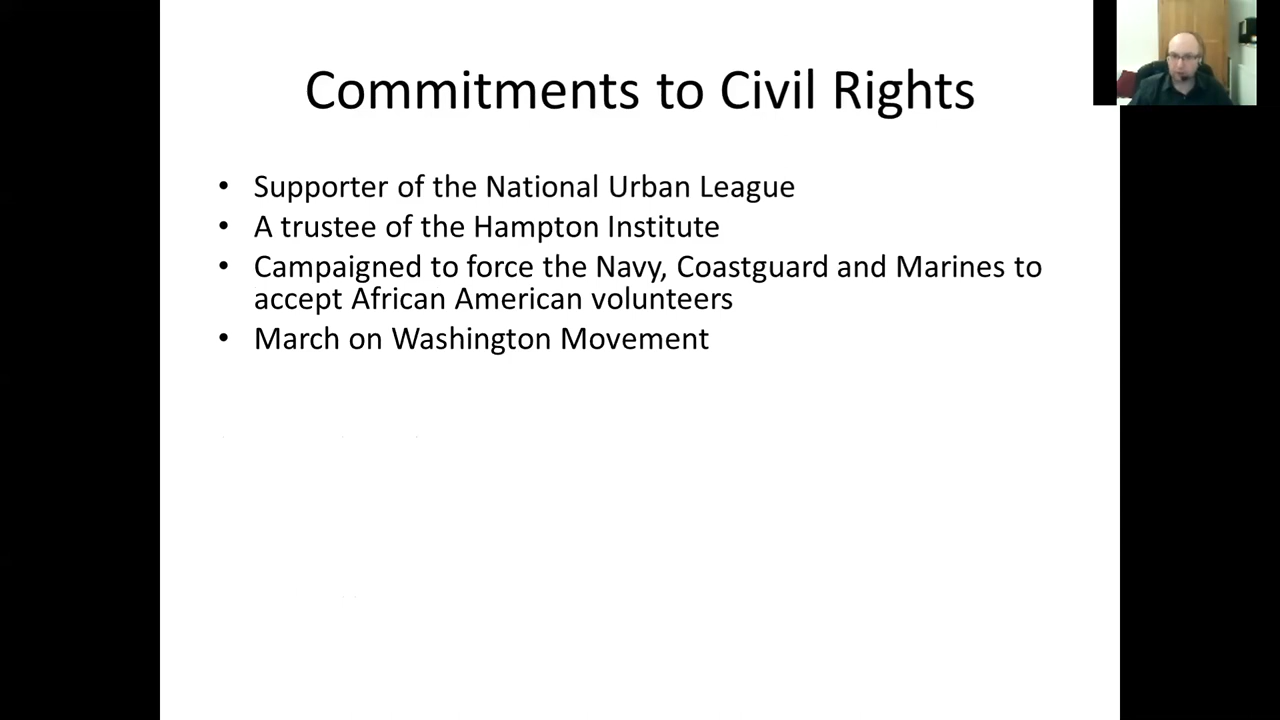 Commitments to Civil Rights
• Supporter of the National Urban League
• A trustee of the Hampton Institute
• Campaigned to force the Navy, Coastguard and Marines to
accept African American volunteers
• March on Washington Movement